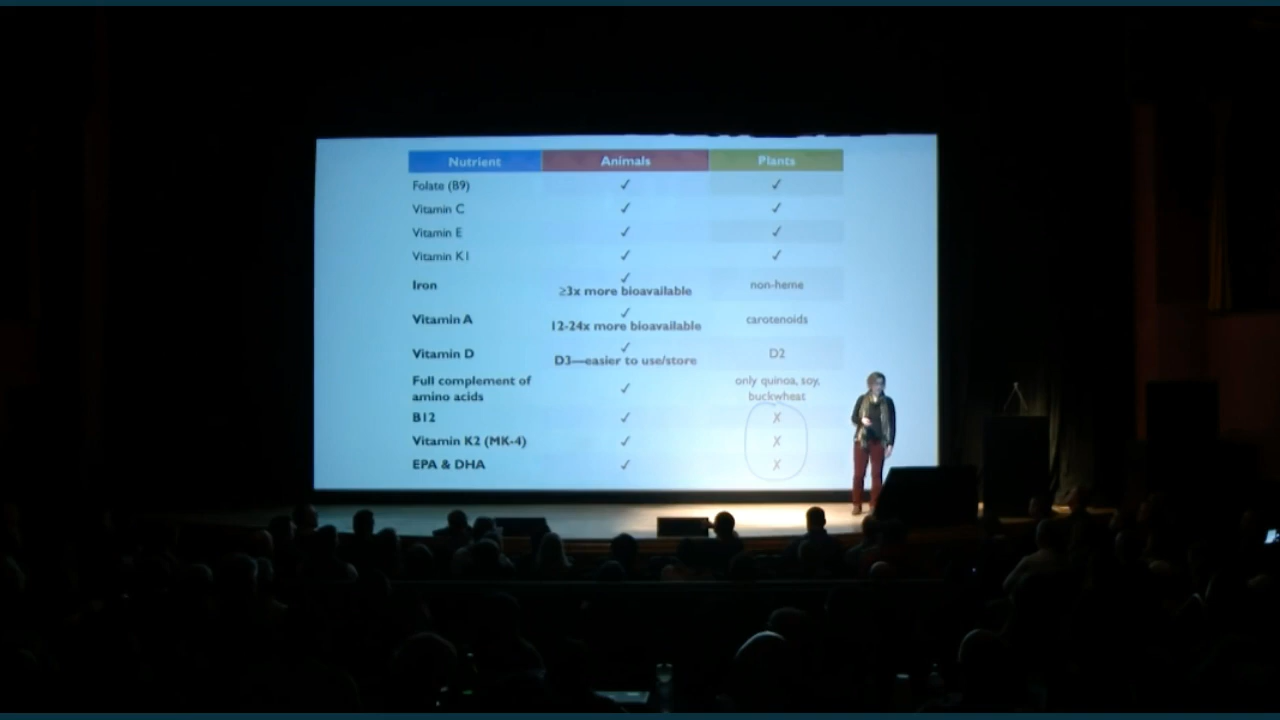 Nutrient Animals Plants
Folate (B9) ✓ ✓
Vitamin C ✓ ✓
Vitamin E ✓ ✓
Vitamin K1 ✓ ✓
Iron ✓ ≥3x more bioavailable non-heme
Vitamin A ✓ 12-24x more bioavailable carotenoids
Vitamin D ✓ D3—easier to use/store D2
Full complement of amino acids ✓ only quinoa, soy, buckwheat
B12 ✓ X
Vitamin K2 (MK-4) ✓ X
EPA & DHA ✓ X